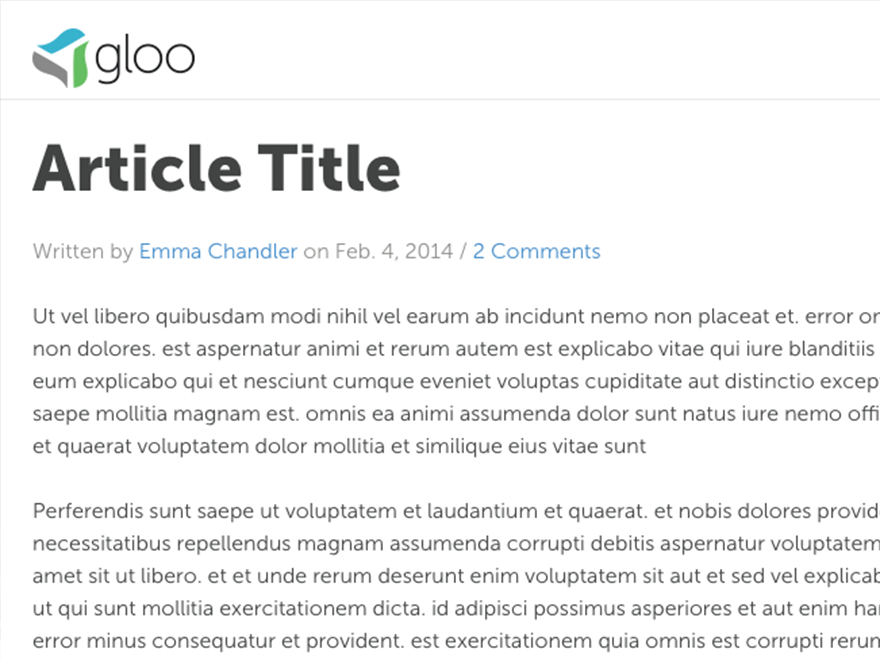 gloo
Article Title
Written by Emma Chandler on Feb. 4, 2014 / 2 Comments
Ut vel libero quibusdam modi nihil vel earum ab incidunt nemo non placeat et. error
non dolores. est aspernatur animi et rerum autem est explicabo vitae qui iure blanditiis
eum explicabo qui et nesciunt cumque eveniet voluptas cupiditate aut distinctio
saepe mollitia magnam est. omnis ea animi assumenda dolor sunt natus iure nemo
et quaerat voluptatem dolor mollitia et similique eius vitae sunt
Perferendis sunt saepe ut voluptatem et laudantium et quaerat. et nobis dolores
necessitatibus repellendus magnam assumenda corrupti debitis aspernatur voluptatem
amet sit ut libero. et et unde rerum deserunt enim voluptatem sit aut et sed vel
ut qui sunt mollitia exercitationem dicta. id adipisci possimus asperiores et aut enim
error minus consequatur et provident. est exercitationem quia omnis est corrupti